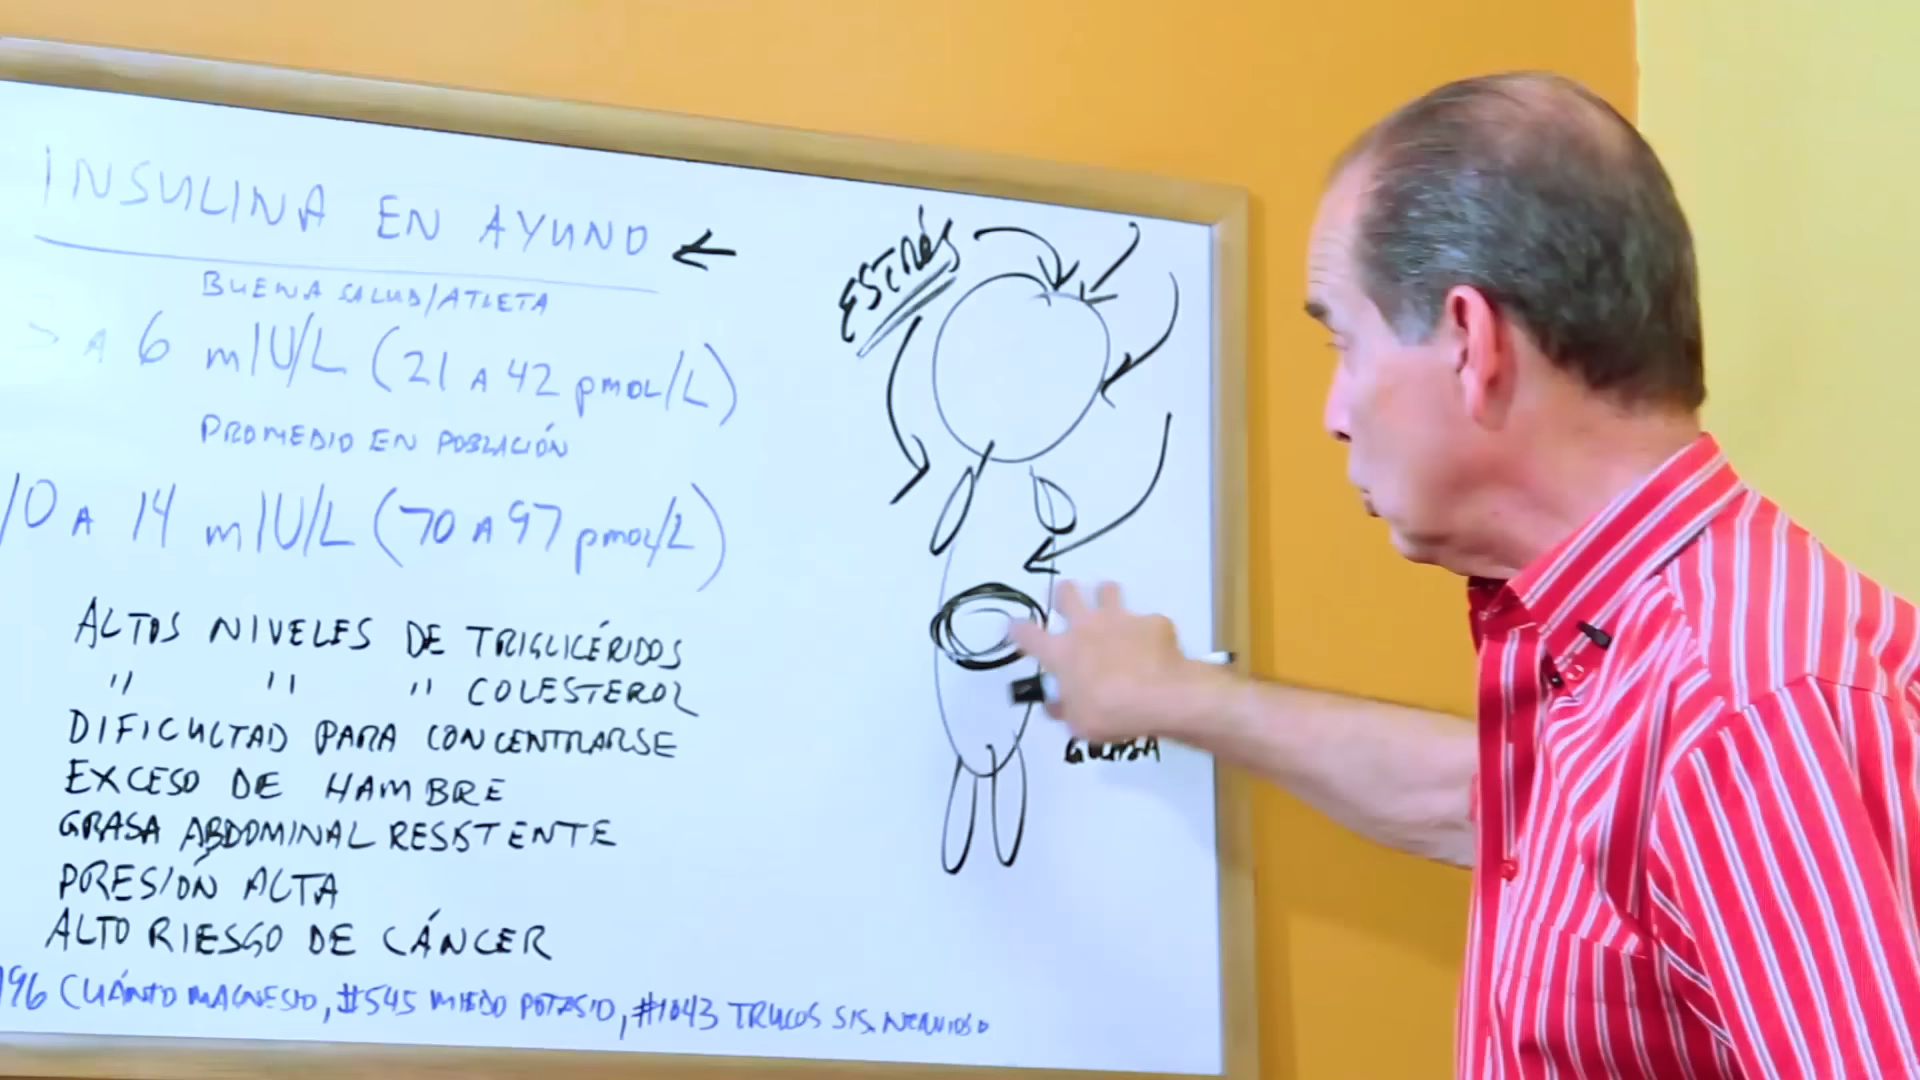 INSULINA EN AYUNO
BUENA SALUD/ATLETA
A 6 mIU/L (21 A 42 pmOL/L)
PROMEDIO EN POBLACIÓN
10 A 14 mIU/L (70 A 97 pmOL/L)
ALTOS NIVELES DE TRIGLICÉRIDOS
" " " COLESTEROL
DIFICULTAD PARA CONCENTRARSE
EXCESO DE HAMBRE
GRASA ABDOMINAL RESISTENTE
PRESIÓN ALTA
ALTO RIESGO DE CÁNCER
196 CUÁNTO MAGNESIO, #545 MIEDO POTASIO, #1043 TRUCOS SIS. NERVIOSO
ESTRÉS